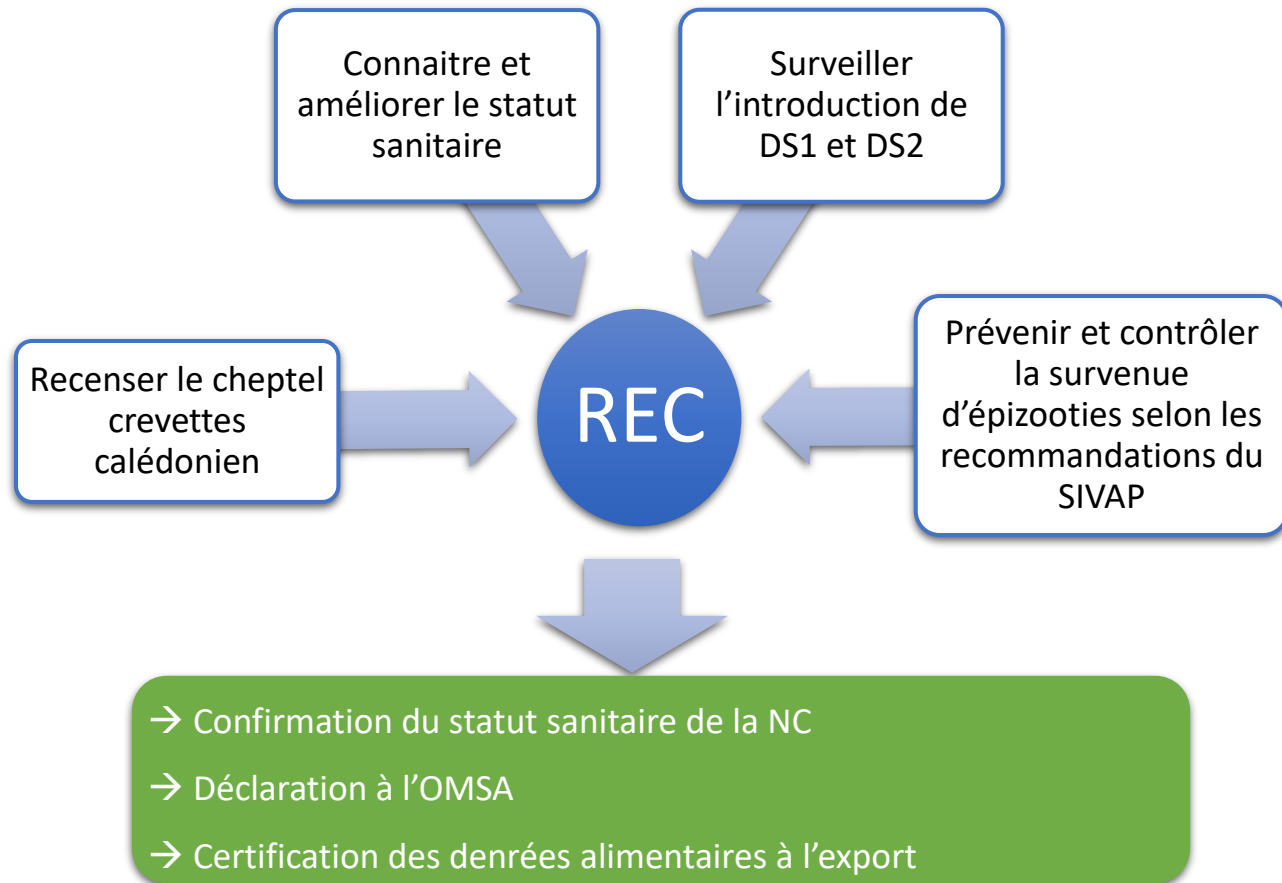 Connaitre et
améliorer le statut
sanitaire
Surveiller
l’introduction de
DS1 et DS2
Recenser le cheptel
crevettes
calédonien
REC
Prévenir et contrôler
la survenue
d’épizooties selon les
recommandations du
SIVAP
→ Confirmation du statut sanitaire de la NC
→ Déclaration à l’OMSA
→ Certification des denrées alimentaires à l’export